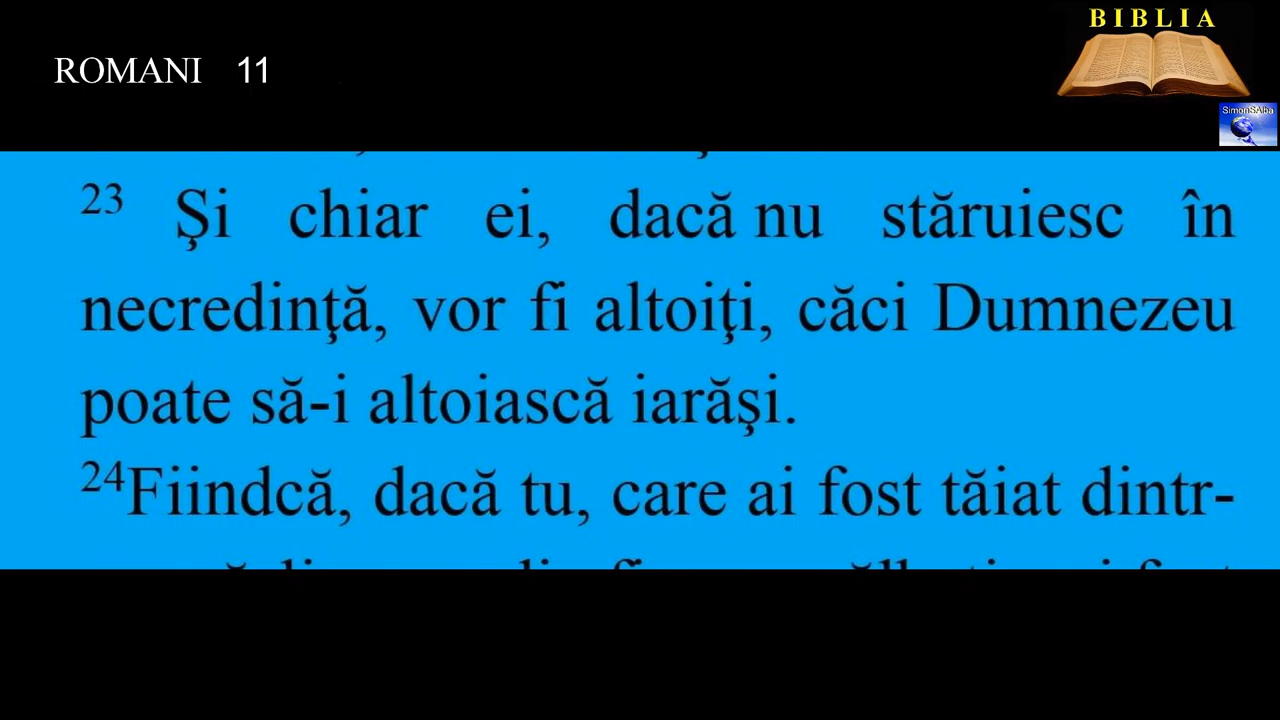 BIBLIA
ROMANI 11
SimonSAlba
23 Şi chiar ei, dacă nu stăruiesc în
necredinţă, vor fi altoiţi, căci Dumnezeu
poate să-i altoiască iarăşi.
24Fiindcă, dacă tu, care ai fost tăiat dintr-